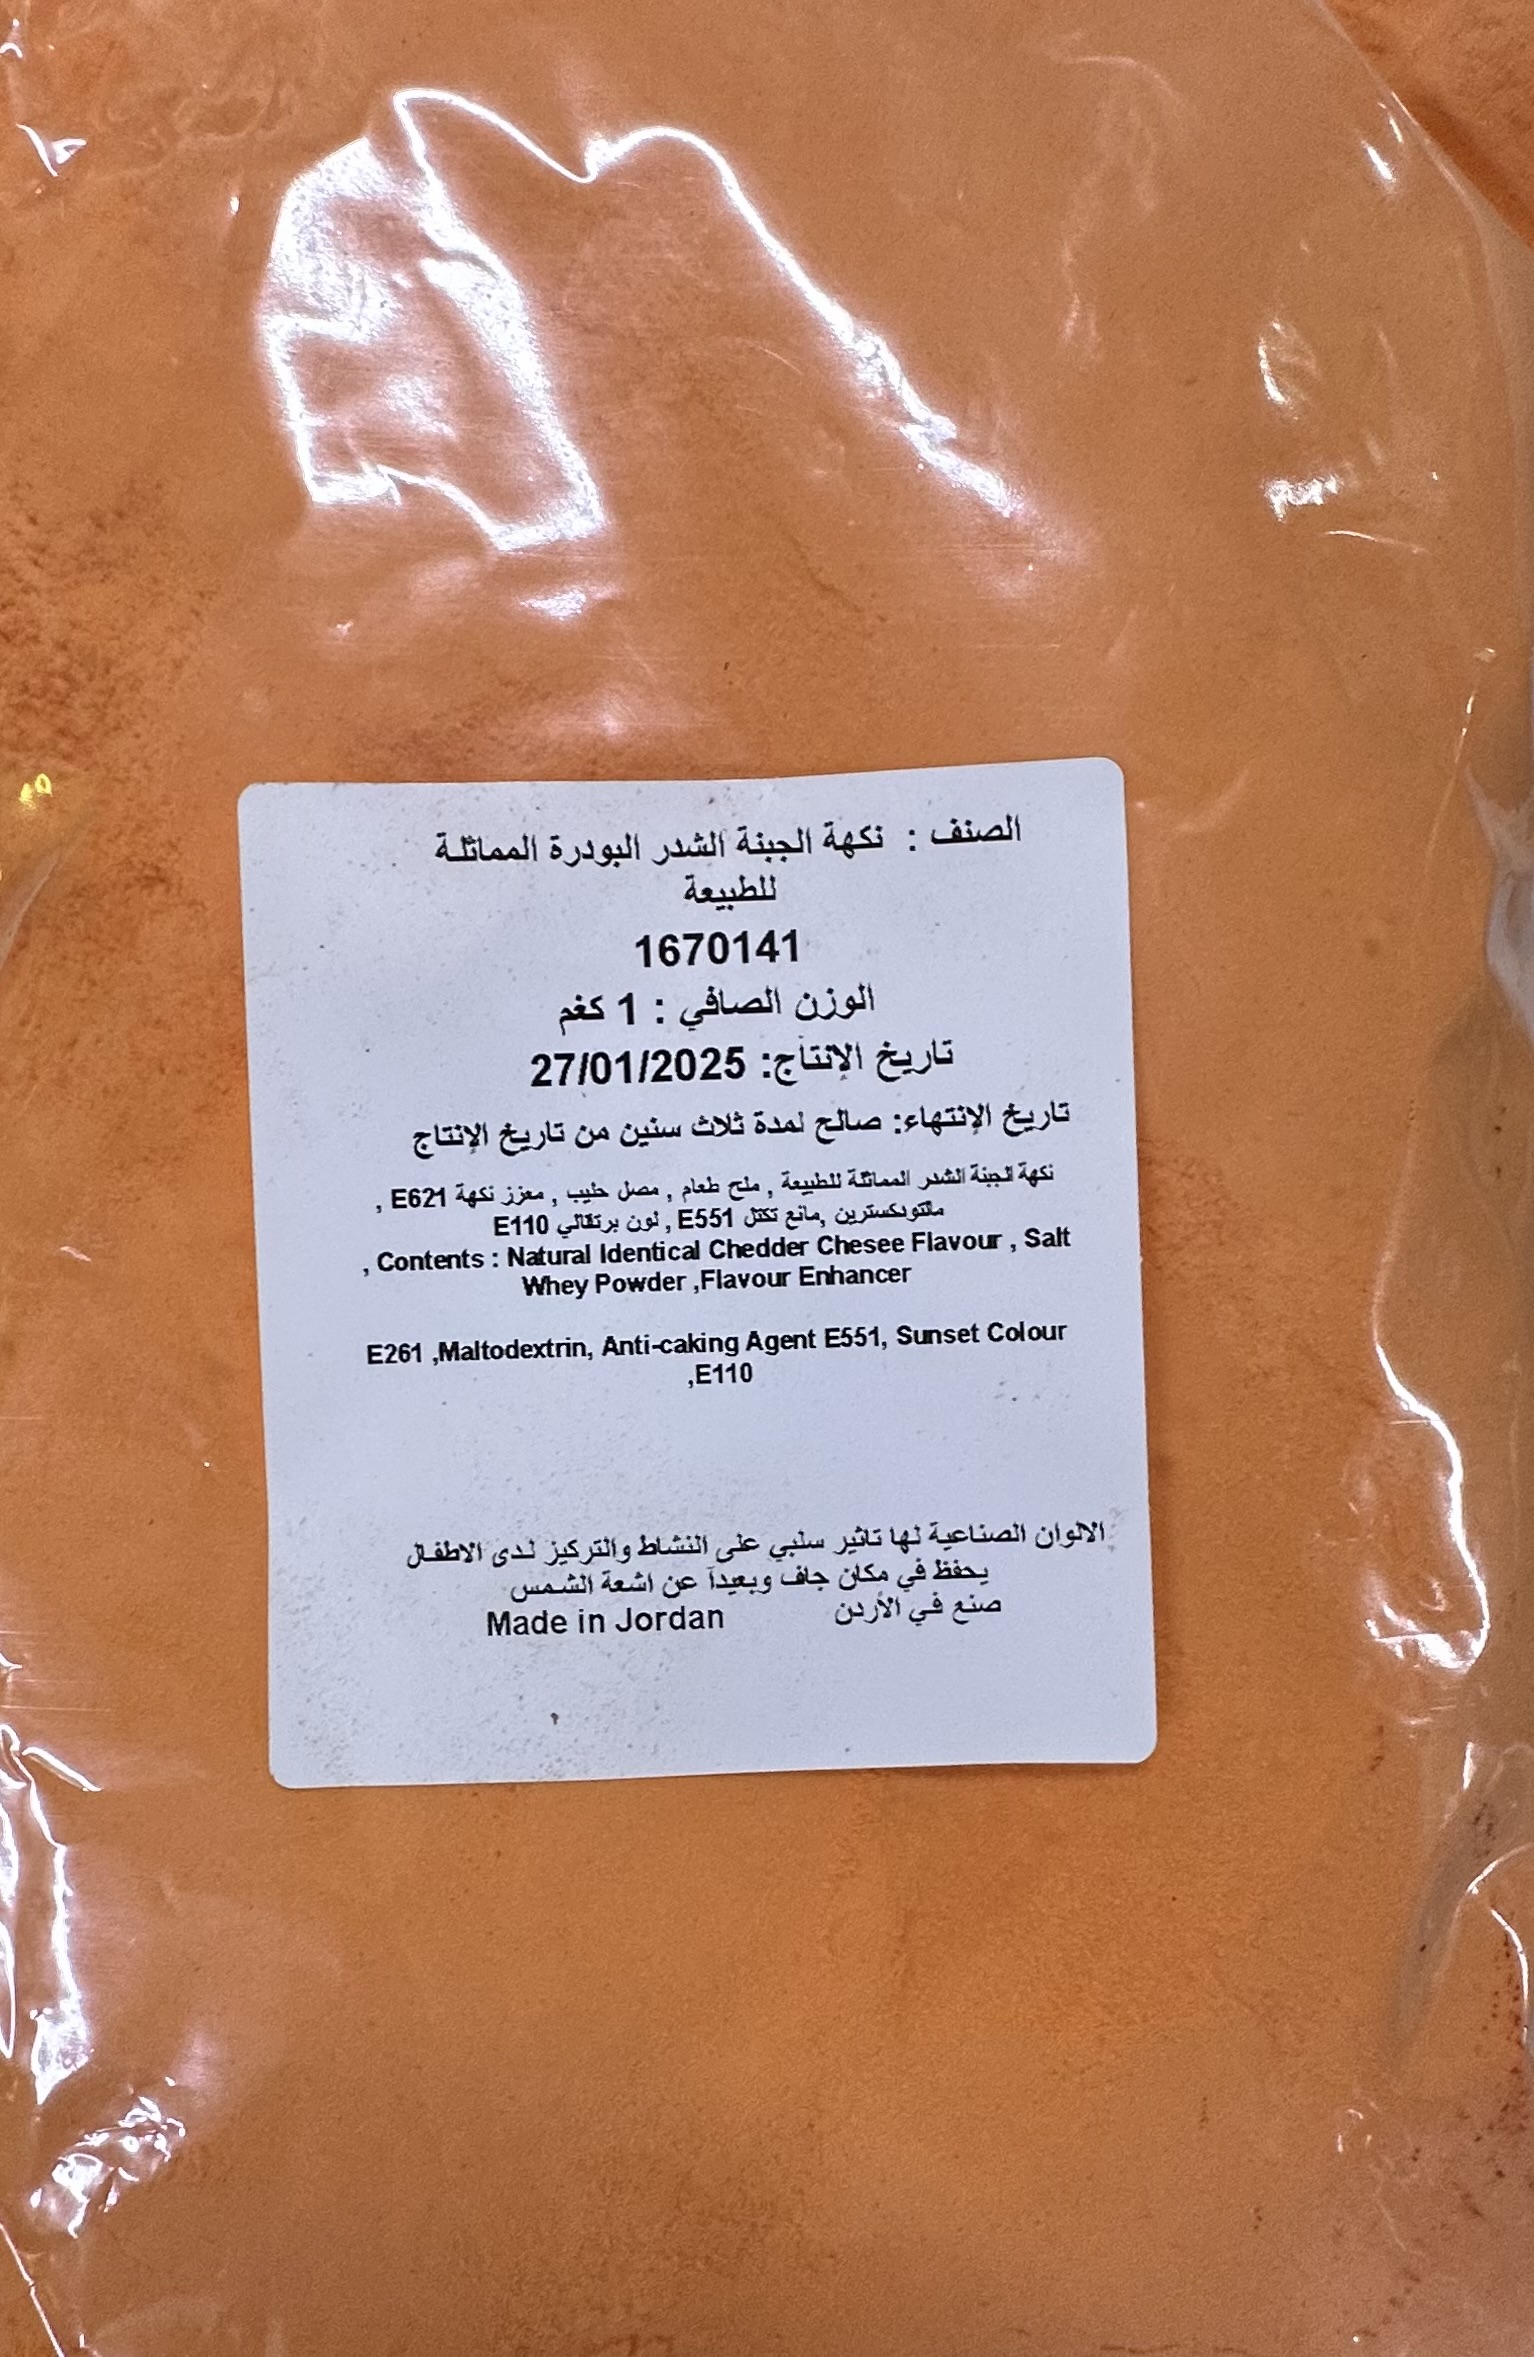 الصنف : نكهة الجبنة الشدر البودرة المماثلة
للطبيعة
1670141
الوزن الصافي : 1 كغم
تاريخ الإنتاج: 27/01/2025
تاريخ الإنتهاء: صالح لمدة ثلاث سنين من تاريخ الإنتاج
نكهة الجبنة الشدر المماثلة للطبيعة , ملح طعام , مصل حليب , معزز نكهة E621 ,
مالتودكسترين ,مانع تكتل E551 , لون برتقالي E110
, Contents : Natural Identical Chedder Chesee Flavour , Salt
Whey Powder ,Flavour Enhancer
E261 ,Maltodextrin, Anti-caking Agent E551, Sunset Colour
,E110
الالوان الصناعية لها تاثير سلبي على النشاط والتركيز لدى الاطفال
يحفظ في مكان جاف وبعيدآ عن اشعة الشمس
صنع في الأردن Made in Jordan